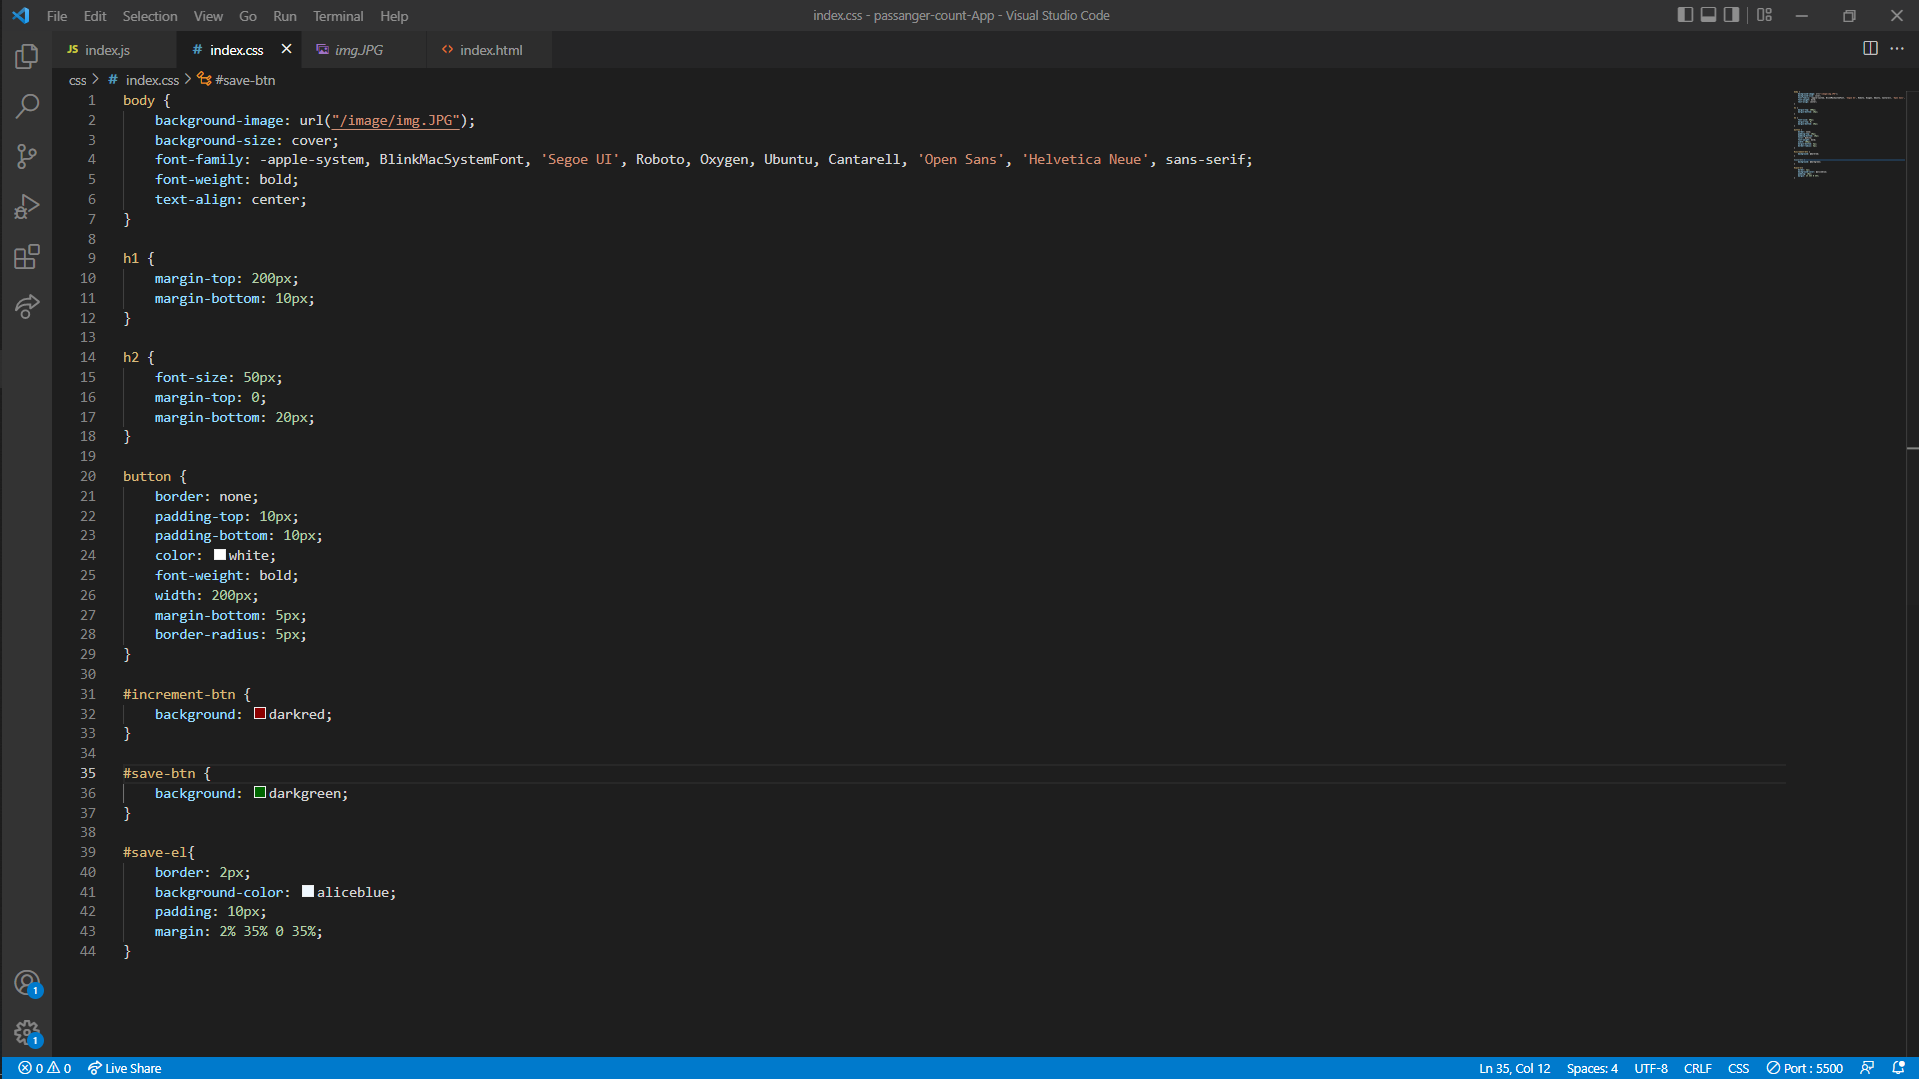 File Edit Selection View Go Run Terminal Help
index.css - passanger-count-App - Visual Studio Code
JS index.js
# index.css
img.JPG
<> index.html
css > # index.css > #save-btn
1 body {
2 background-image: url("/image/img.JPG");
3 background-size: cover;
4 font-family: -apple-system, BlinkMacSystemFont, 'Segoe UI', Roboto, Oxygen, Ubuntu, Cantarell, 'Open Sans', 'Helvetica Neue', sans-serif;
5 font-weight: bold;
6 text-align: center;
7 }
8
9 h1 {
10 margin-top: 200px;
11 margin-bottom: 10px;
12 }
13
14 h2 {
15 font-size: 50px;
16 margin-top: 0;
17 margin-bottom: 20px;
18 }
19
20 button {
21 border: none;
22 padding-top: 10px;
23 padding-bottom: 10px;
24 color: white;
25 font-weight: bold;
26 width: 200px;
27 margin-bottom: 5px;
28 border-radius: 5px;
29 }
30
31 #increment-btn {
32 background: darkred;
33 }
34
35 #save-btn {
36 background: darkgreen;
37 }
38
39 #save-el{
40 border: 2px;
41 background-color: aliceblue;
42 padding: 10px;
43 margin: 2% 35% 0 35%;
44 }
1
1
0 0 Live Share
Ln 35, Col 12 Spaces: 4 UTF-8 CRLF CSS Port : 5500